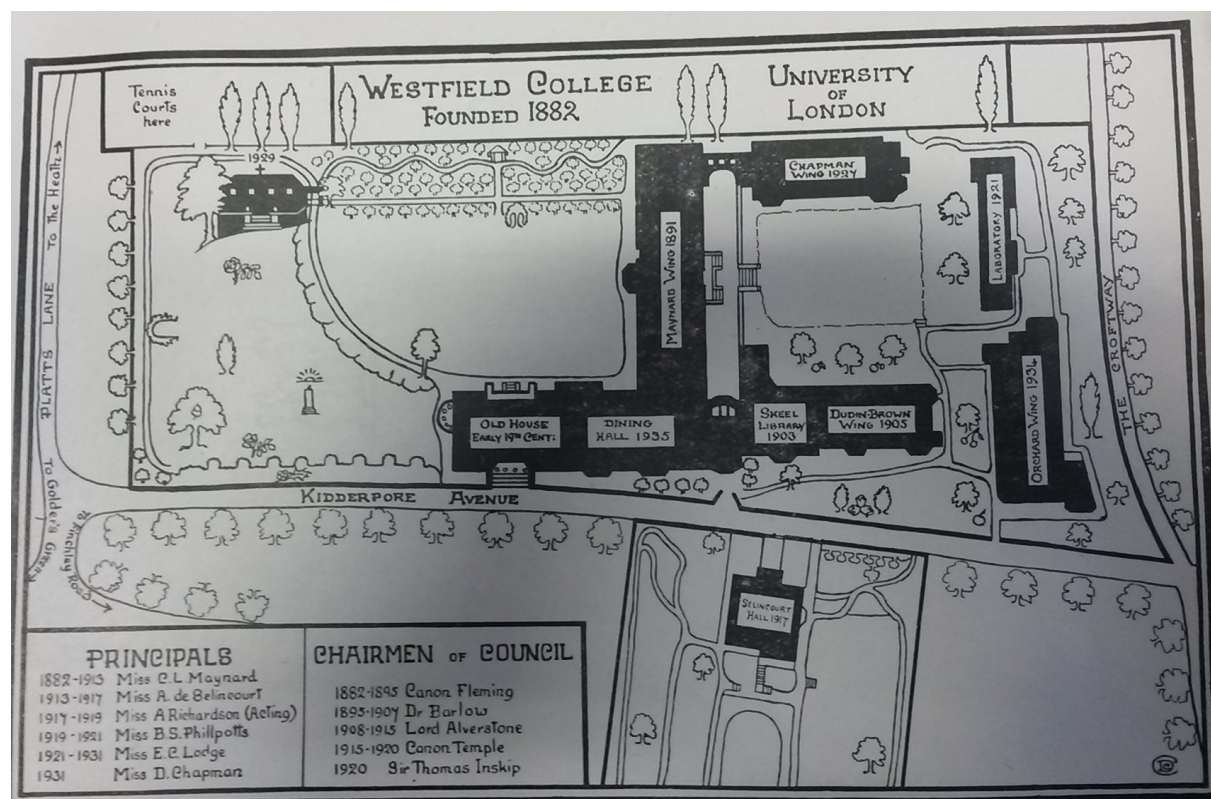 WESTFIELD COLLEGE
FOUNDED 1882
UNIVERSITY
OF
LONDON
Tennis
Courts
here
1929
TO THE HEATH
PLATTS LANE
TO GOLDER'S GREEN
TO FINCHLEY ROAD
CHAPMAN
WING 1927
MAYNARD WING 1891
LABORATORY 1921
THE CROFTWAY
ORCHARD WING 1934
OLD HOUSE
EARLY 19TH CENT:
DINING
HALL 1935
SKEEL
LIBRARY
1903
DUDIN-BROWN
WING 1905
KIDDERPORE AVENUE
SELINCOURT
HALL 1917
PRINCIPALS
1882-1913 Miss C.L. Maynard
1913-1917 Miss A. de Selincourt
1917-1919 Miss A Richardson (Acting)
1919-1921 Miss B.S. Phillpotts
1921-1931 Miss E.C. Lodge
1931 Miss D. Chapman
CHAIRMEN OF COUNCIL
1882-1895 Canon Fleming
1895-1907 Dr Barlow
1908-1915 Lord Alverstone
1915-1920 Canon Temple
1920 Sir Thomas Inskip